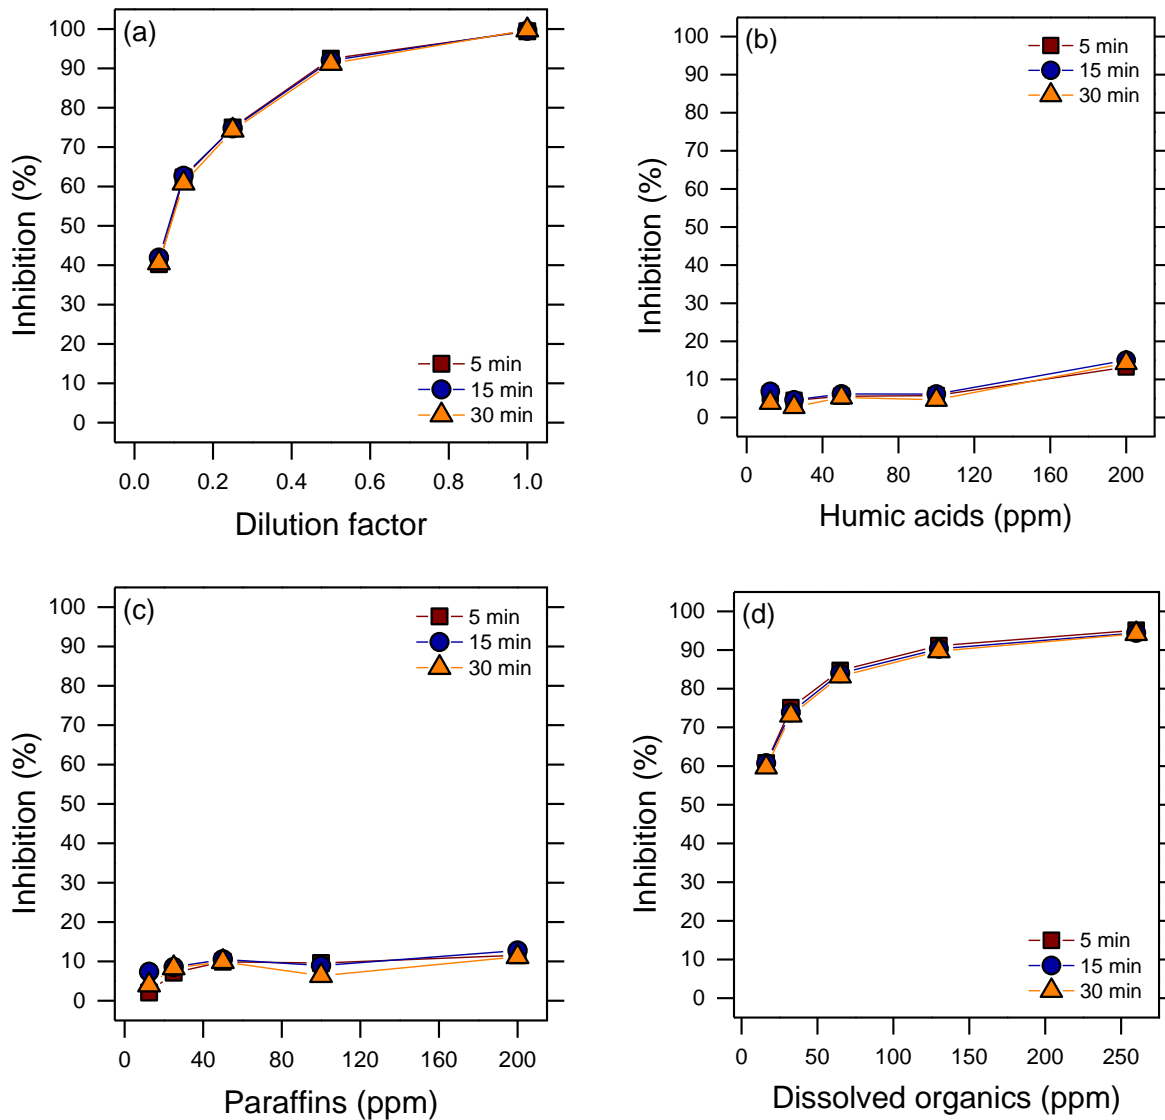 (a)
100
90
80
70
60
50
40
30
20
10
0
Inhibition (%)
5 min
15 min
30 min
0.0 0.2 0.4 0.6 0.8 1.0
Dilution factor
(b)
100
90
80
70
60
50
40
30
20
10
0
Inhibition (%)
5 min
15 min
30 min
0 40 80 120 160 200
Humic acids (ppm)
(c)
100
90
80
70
60
50
40
30
20
10
0
Inhibition (%)
5 min
15 min
30 min
0 40 80 120 160 200
Paraffins (ppm)
(d)
100
90
80
70
60
50
40
30
20
10
0
Inhibition (%)
5 min
15 min
30 min
0 50 100 150 200 250
Dissolved organics (ppm)